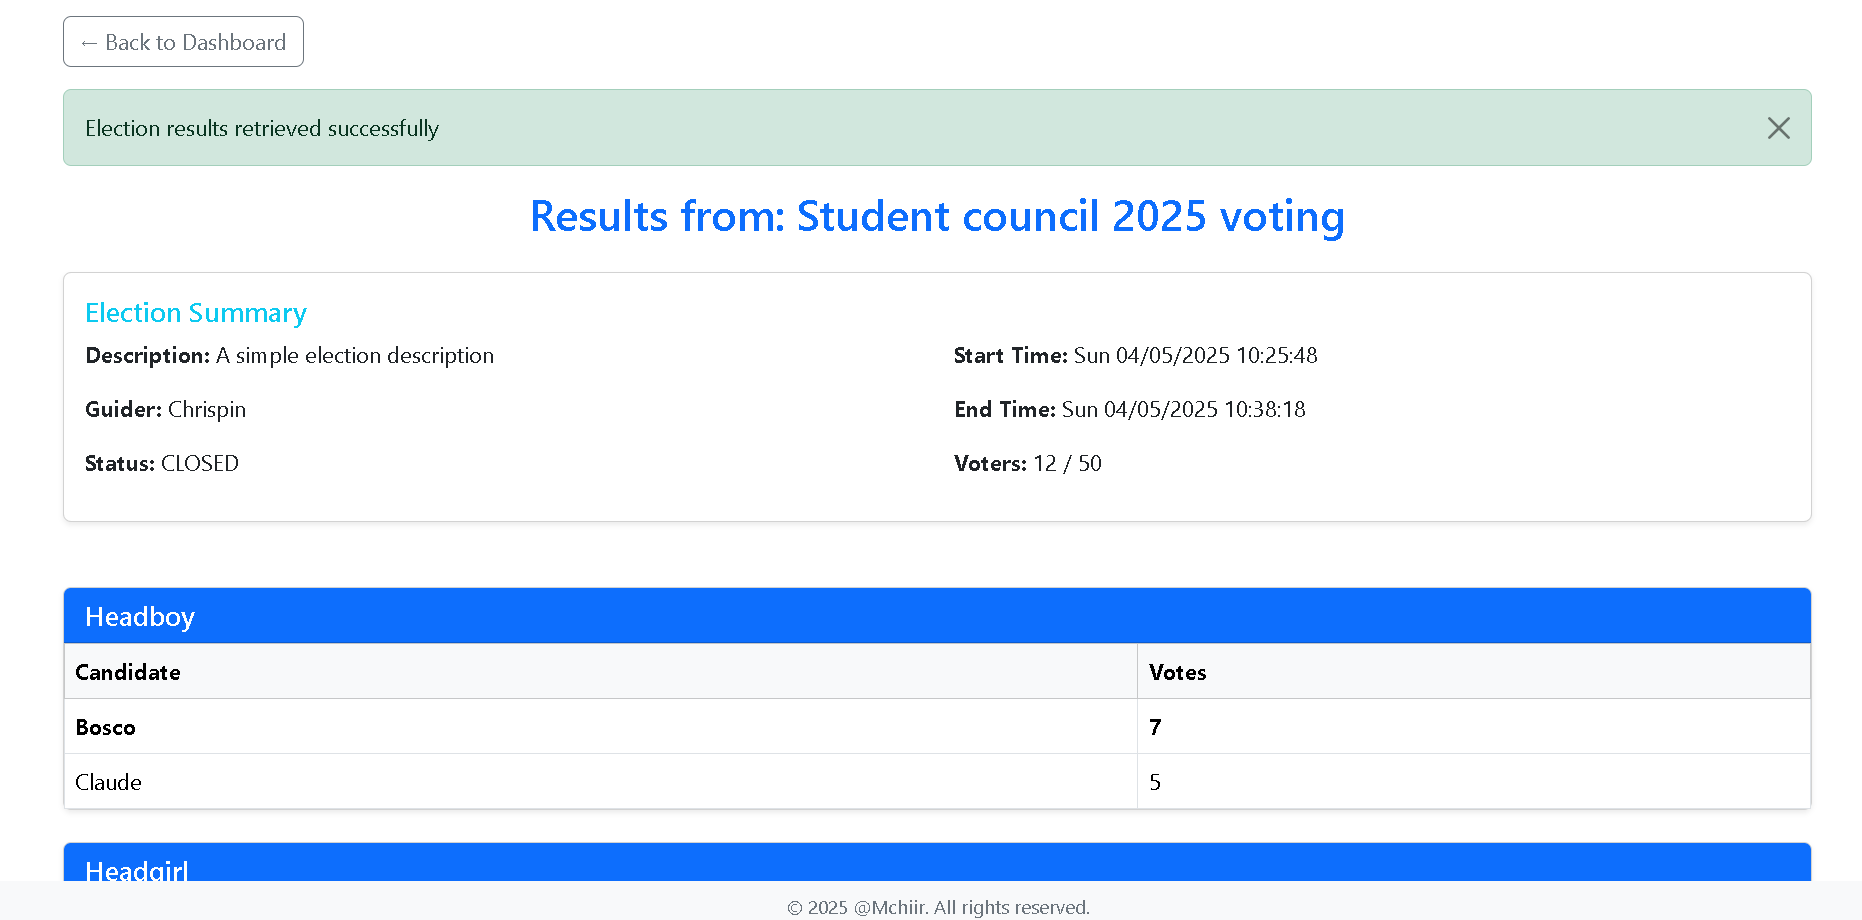 ← Back to Dashboard
Election results retrieved successfully
Results from: Student council 2025 voting
Election Summary
Description: A simple election description
Start Time: Sun 04/05/2025 10:25:48
Guider: Chrispin
End Time: Sun 04/05/2025 10:38:18
Status: CLOSED
Voters: 12 / 50
Headboy
Candidate Votes
Bosco 7
Claude 5
Headgirl
© 2025 @Mchiir. All rights reserved.